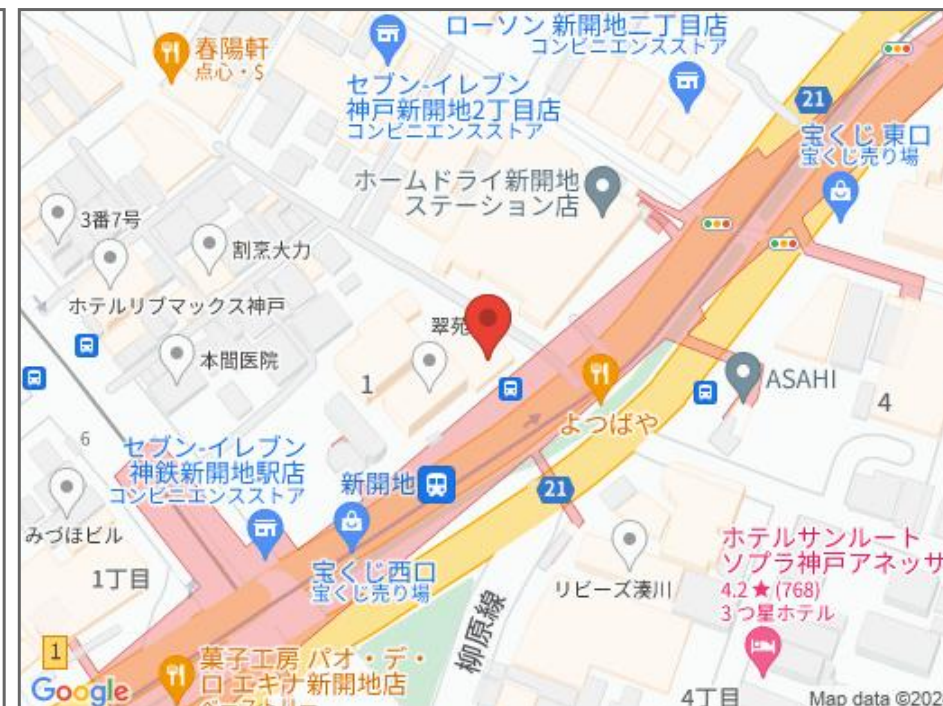 ローソン 新開地二丁目店
コンビニエンスストア
春陽軒
点心・$
セブン-イレブン
神戸新開地2丁目店
コンビニエンスストア
21
宝くじ 東口
宝くじ売り場
ホームドライ新開地
ステーション店
3番7号
割烹大力
ホテルリブマックス神戸
翠苑
本間医院
1
ASAHI
4
よつばや
6
セブン-イレブン
神鉄新開地駅店
コンビニエンスストア
新開地
21
みづほビル
宝くじ西口
宝くじ売り場
1丁目
リビーズ湊川
ホテルサンルート
ソプラ神戸アネッサ
4.2★(768)
3 つ星ホテル
柳原線
1
菓子工房 パオ・デ・
ロ エキナ新開地店
Google
4丁目
Map data ©202